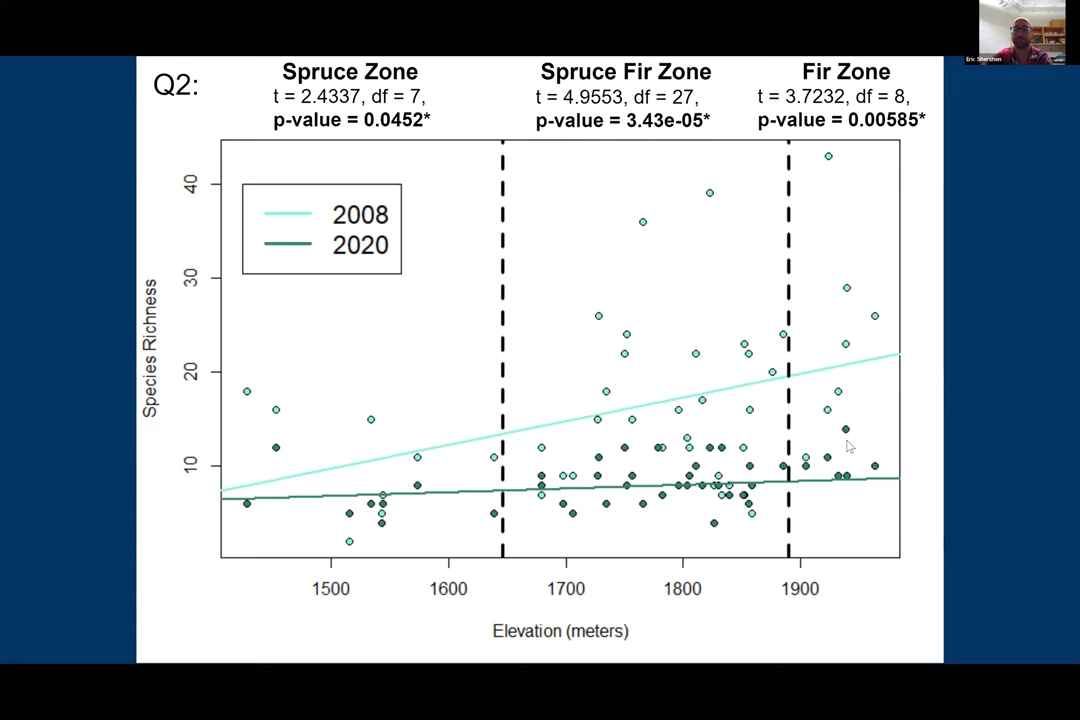 Eric Shershen
Q2:
Spruce Zone
t = 2.4337, df = 7,
p-value = 0.0452*
Spruce Fir Zone
t = 4.9553, df = 27,
p-value = 3.43e-05*
Fir Zone
t = 3.7232, df = 8,
p-value = 0.00585*
2008
2020
Species Richness
40
30
20
10
1500
1600
1700
1800
1900
Elevation (meters)